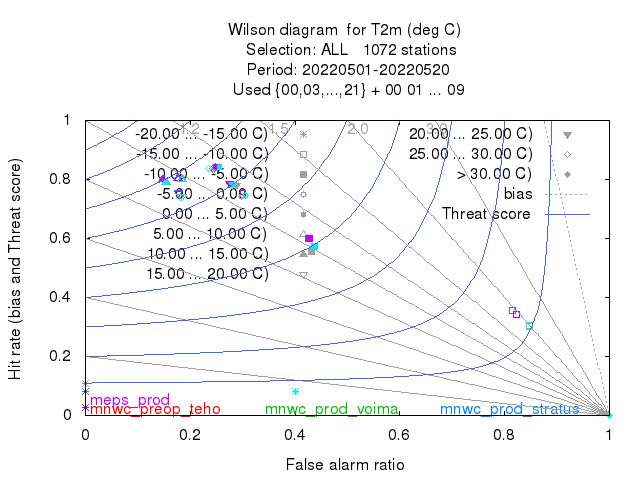 Wilson diagram for T2m (deg C)
Selection: ALL 1072 stations
Period: 20220501-20220520
Used {00,03,...,21} + 00 01 ... 09
Hit rate (bias and Threat score)
1
0.8
0.6
0.4
0.2
0
1.2
1.5
2.0
3.0
-20.00 ... -15.00 C)
-15.00 ... -10.00 C)
-10.00 ... -5.00 C)
-5.00 ... 0.00 C)
0.00 ... 5.00 C)
5.00 ... 10.00 C)
10.00 ... 15.00 C)
15.00 ... 20.00 C)
20.00 ... 25.00 C)
25.00 ... 30.00 C)
> 30.00 C)
bias
Threat score
meps_prod
mnwc_preop_teho
mnwc_prod_voima
mnwc_prod_stratus
0 0.2 0.4 0.6 0.8 1
False alarm ratio